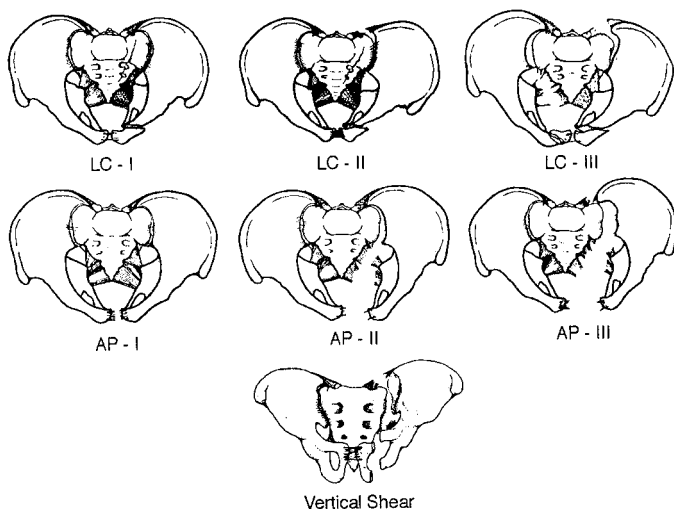 LC - I
LC - II
LC - III
AP - I
AP - II
AP - III
Vertical Shear